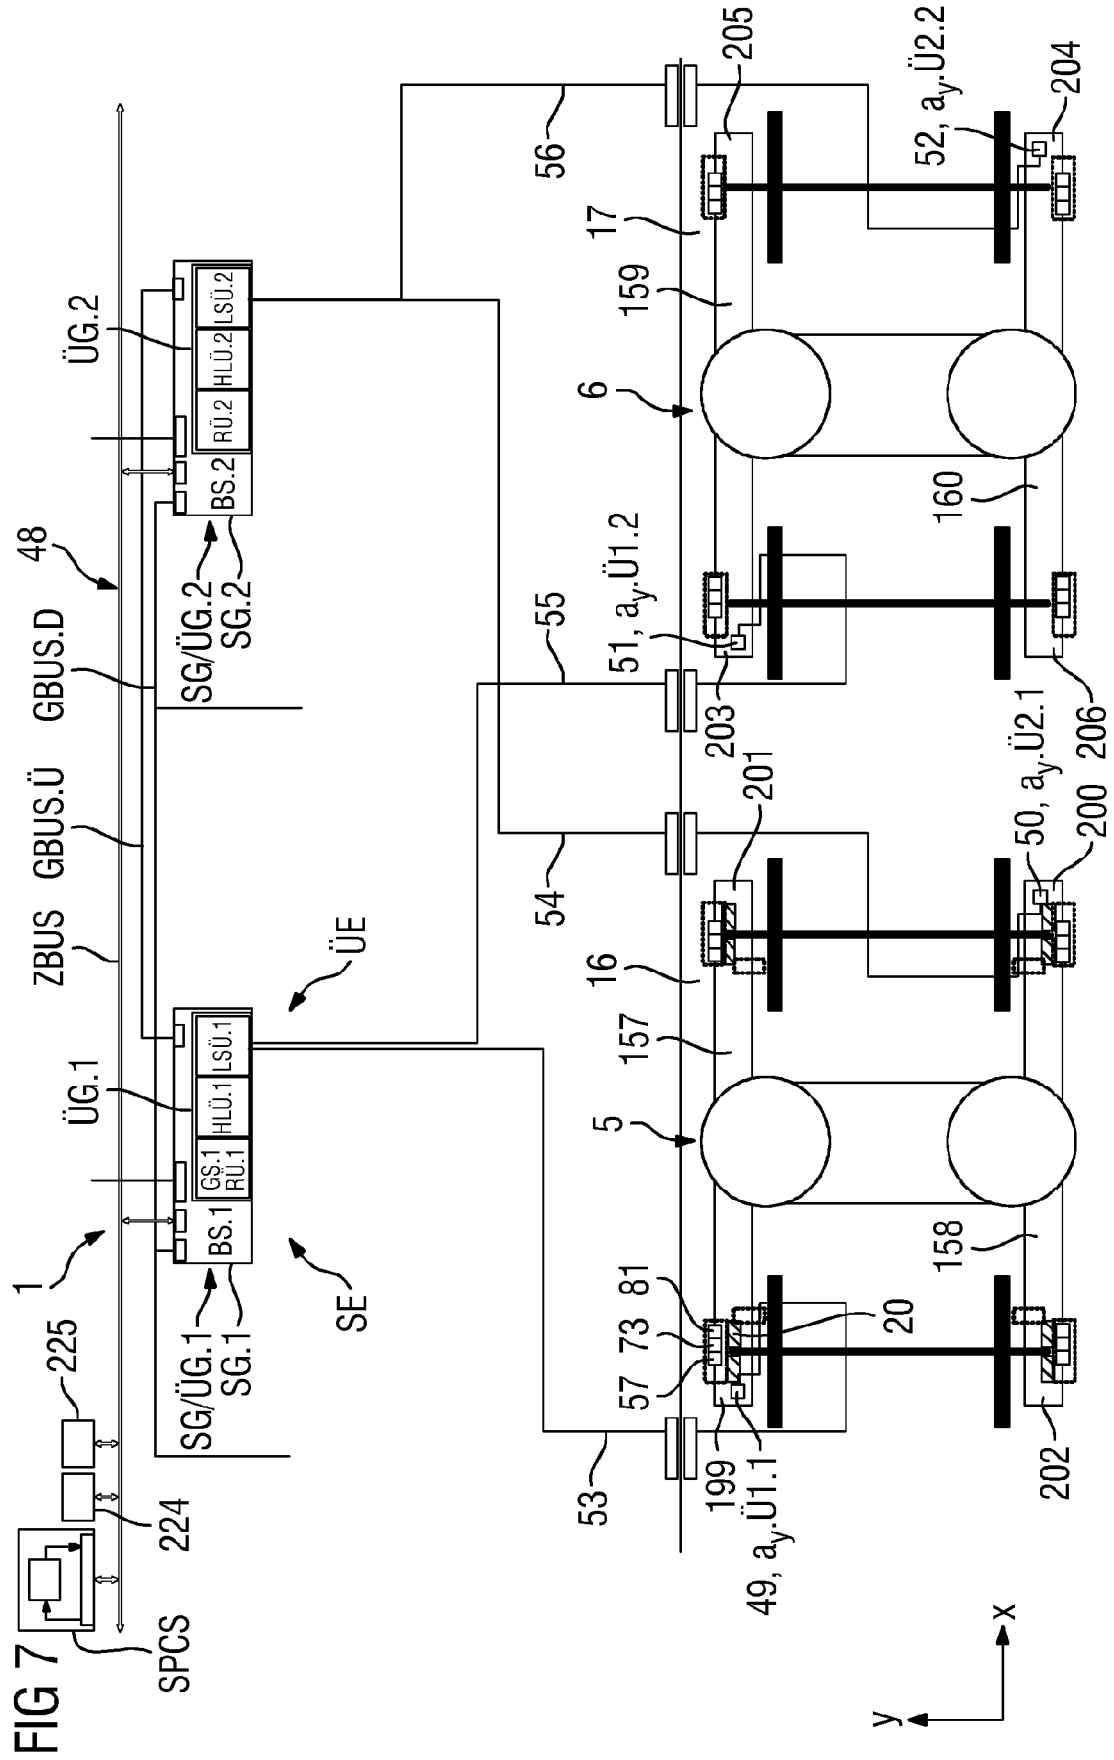 FIG 7
SPCS
224
225
1
ZBUS
GBUS.Ü
GBUS.D
48
ÜG.1
ÜG.2
SG/ÜG.1
SG.1
BS.1
GS.1
RÜ.1
HLÜ.1
LSÜ.1
SE
ÜE
SG/ÜG.2
SG.2
BS.2
RÜ.2
HLÜ.2
LSÜ.2
53
54
55
56
5
16
6
17
57
73
81
199
49, ay.Ü1.1
20
157
201
203
51, ay.Ü1.2
159
205
202
158
50, ay.Ü2.1
200
206
160
52, ay.Ü2.2
204
y
x